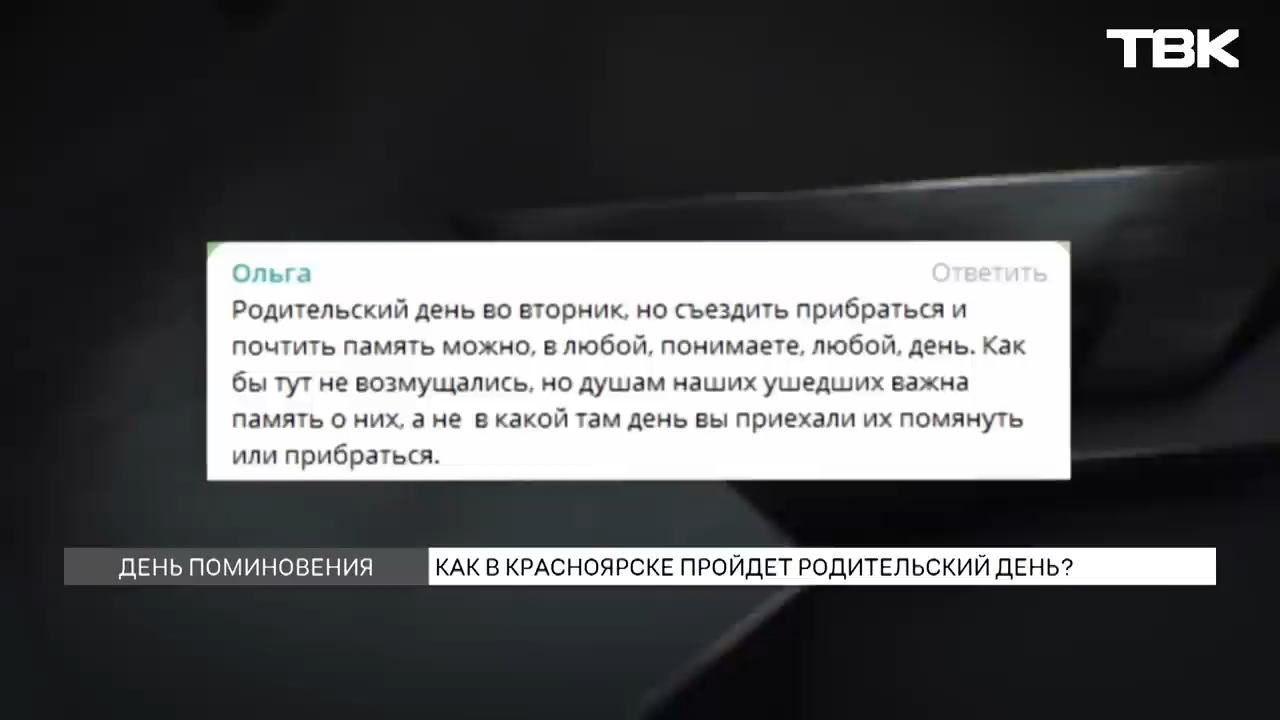 ТВК
Ольга
Ответить
Родительский день во вторник, но съездить прибраться и
почтить память можно, в любой, понимаете, любой, день. Как
бы тут не возмущались, но душам наших ушедших важна
память о них, а не  в какой там день вы приехали их помянуть
или прибраться.
ДЕНЬ ПОМИНОВЕНИЯ
КАК В КРАСНОЯРСКЕ ПРОЙДЕТ РОДИТЕЛЬСКИЙ ДЕНЬ?